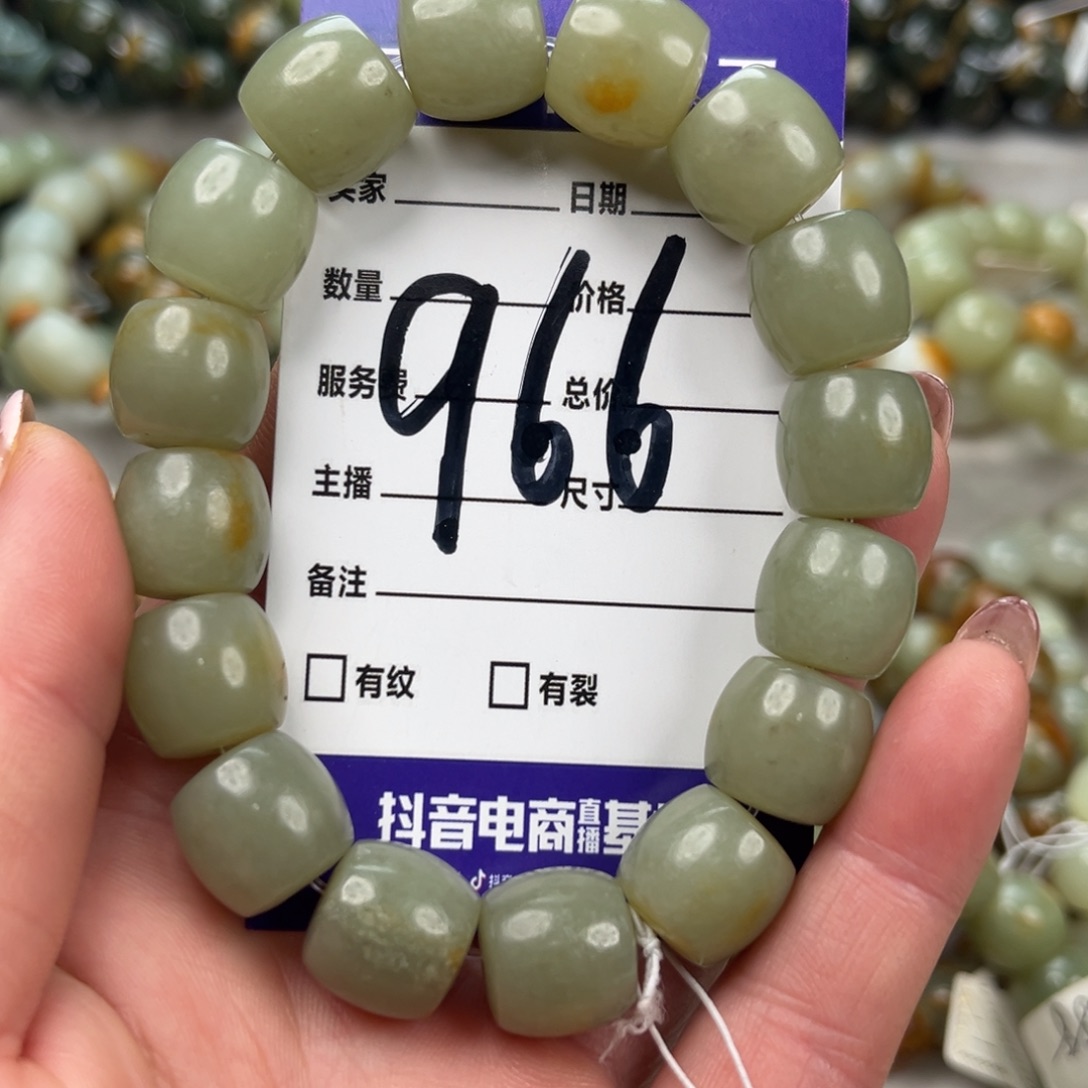 卖家 日期
数量 价格
966
服务费 总价
主播 尺寸
备注
有纹 有裂
抖音电商直播基